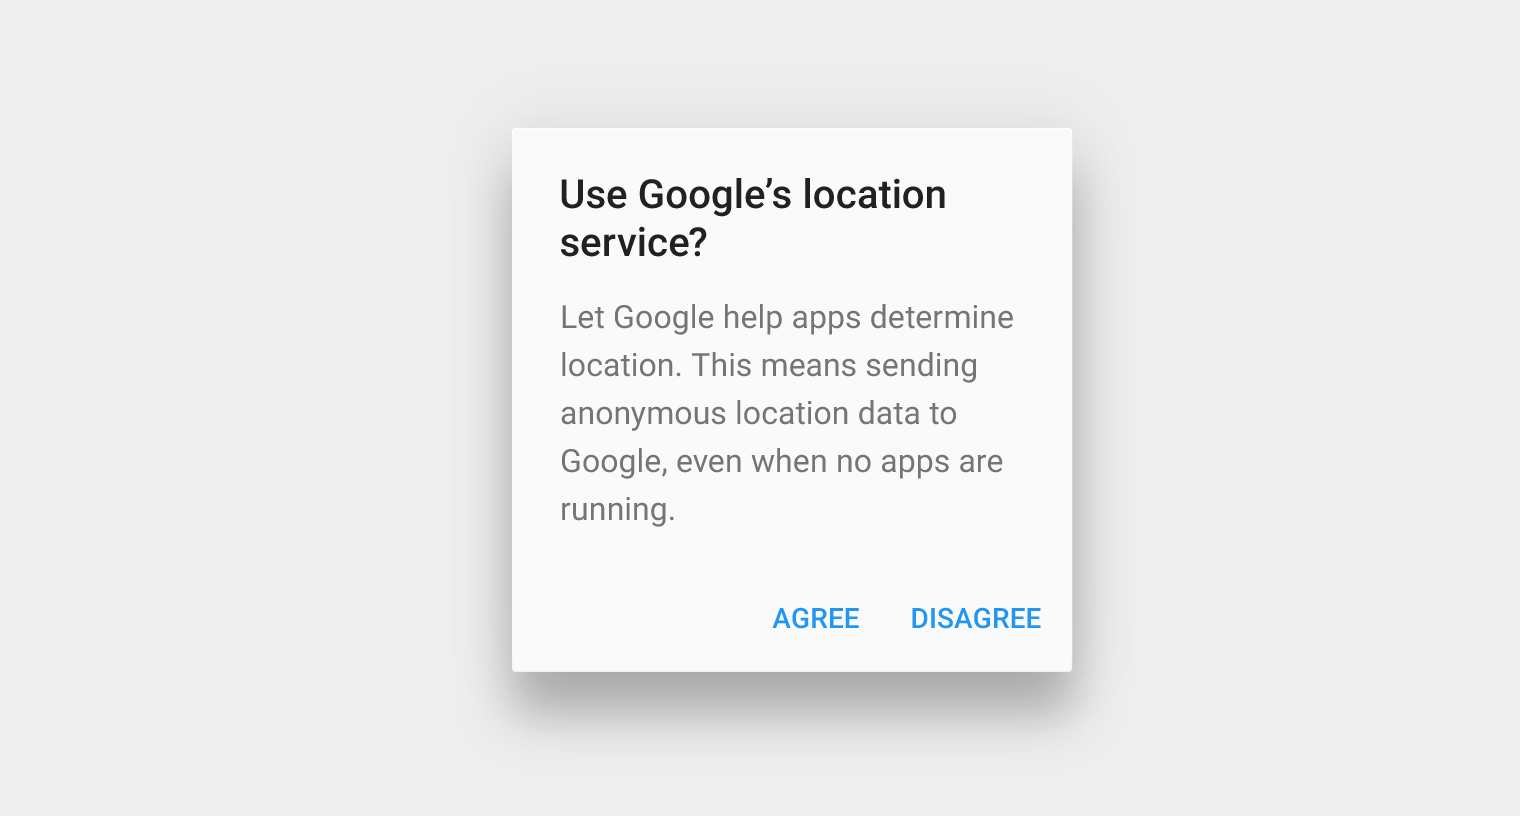 Use Google’s location
service?
Let Google help apps determine
location. This means sending
anonymous location data to
Google, even when no apps are
running.
AGREE DISAGREE